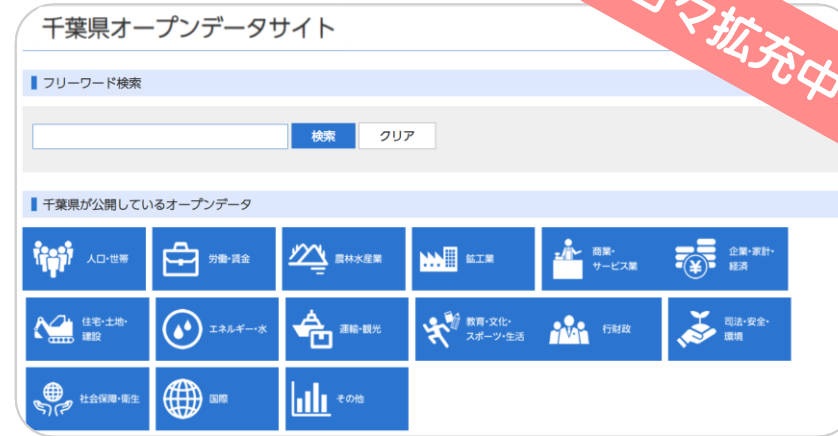 千葉県オープンデータサイト
日々拡充中
フリーワード検索
検索
クリア
千葉県が公開しているオープンデータ
人口・世帯
労働・賃金
農林水産業
鉱工業
商業・
サービス業
企業・家計・
経済
住宅・土地・
建設
エネルギー・水
運輸・観光
教育・文化・
スポーツ・生活
行財政
司法・安全・
環境
社会保障・衛生
国際
その他